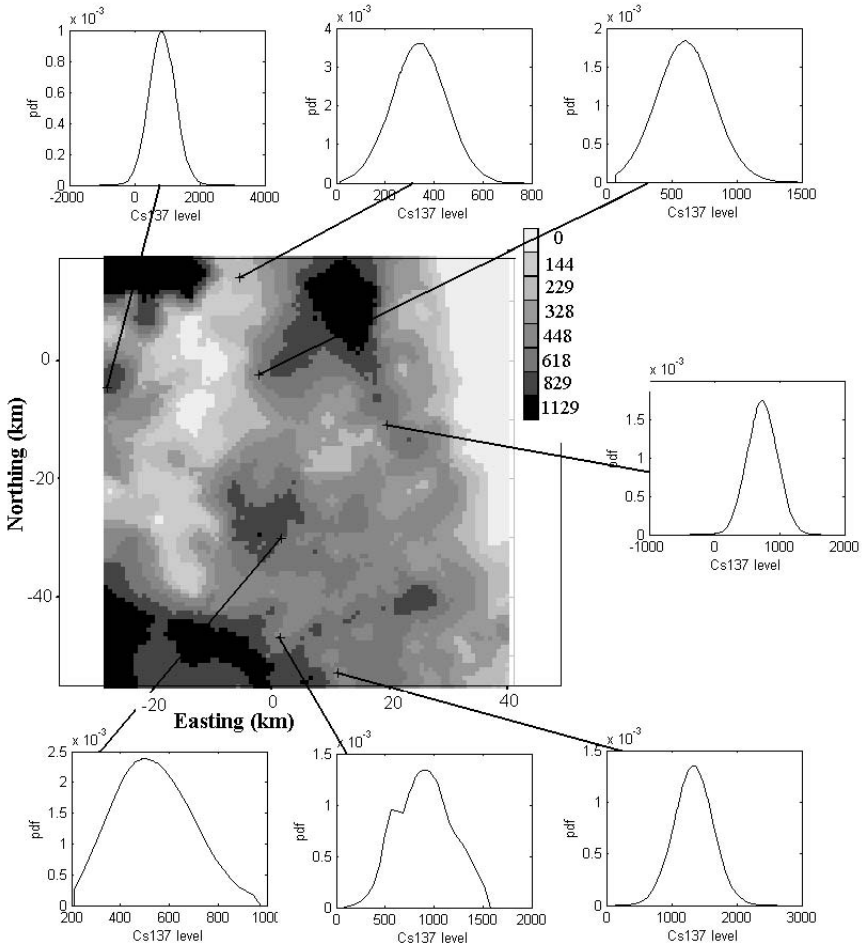 x 10⁻³
1
0.8
0.6
0.4
0.2
0
pdf
-2000 0 2000 4000
Cs137 level
x 10⁻³
4
3
2
1
0
pdf
0 200 400 600 800
Cs137 level
x 10⁻³
2
1.5
1
0.5
0
pdf
0 500 1000 1500
Cs137 level
0
144
229
328
448
618
829
1129
Northing (km)
0
-20
-40
-20 0 20 40
Easting (km)
x 10⁻³
1.5
1
0.5
0
pdf
-1000 0 1000 2000
Cs137 level
x 10⁻³
2.5
2
1.5
1
0.5
0
pdf
200 400 600 800 1000
Cs137 level
x 10⁻³
1.5
1
0.5
0
pdf
0 500 1000 1500 2000
Cs137 level
x 10⁻³
1.5
1
0.5
0
pdf
0 1000 2000 3000
Cs137 level